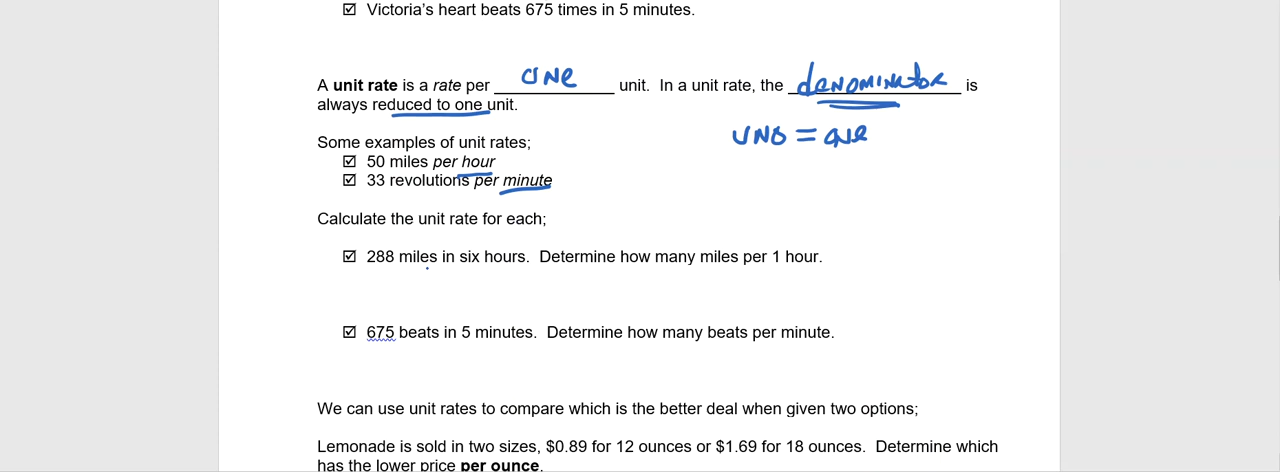 ☑ Victoria’s heart beats 675 times in 5 minutes.
A unit rate is a rate per one unit. In a unit rate, the denominator is
always reduced to one unit.
UNO = one
Some examples of unit rates;
☑ 50 miles per hour
☑ 33 revolutions per minute
Calculate the unit rate for each;
☑ 288 miles in six hours. Determine how many miles per 1 hour.
☑ 675 beats in 5 minutes. Determine how many beats per minute.
We can use unit rates to compare which is the better deal when given two options;
Lemonade is sold in two sizes, $0.89 for 12 ounces or $1.69 for 18 ounces. Determine which
has the lower price per ounce.